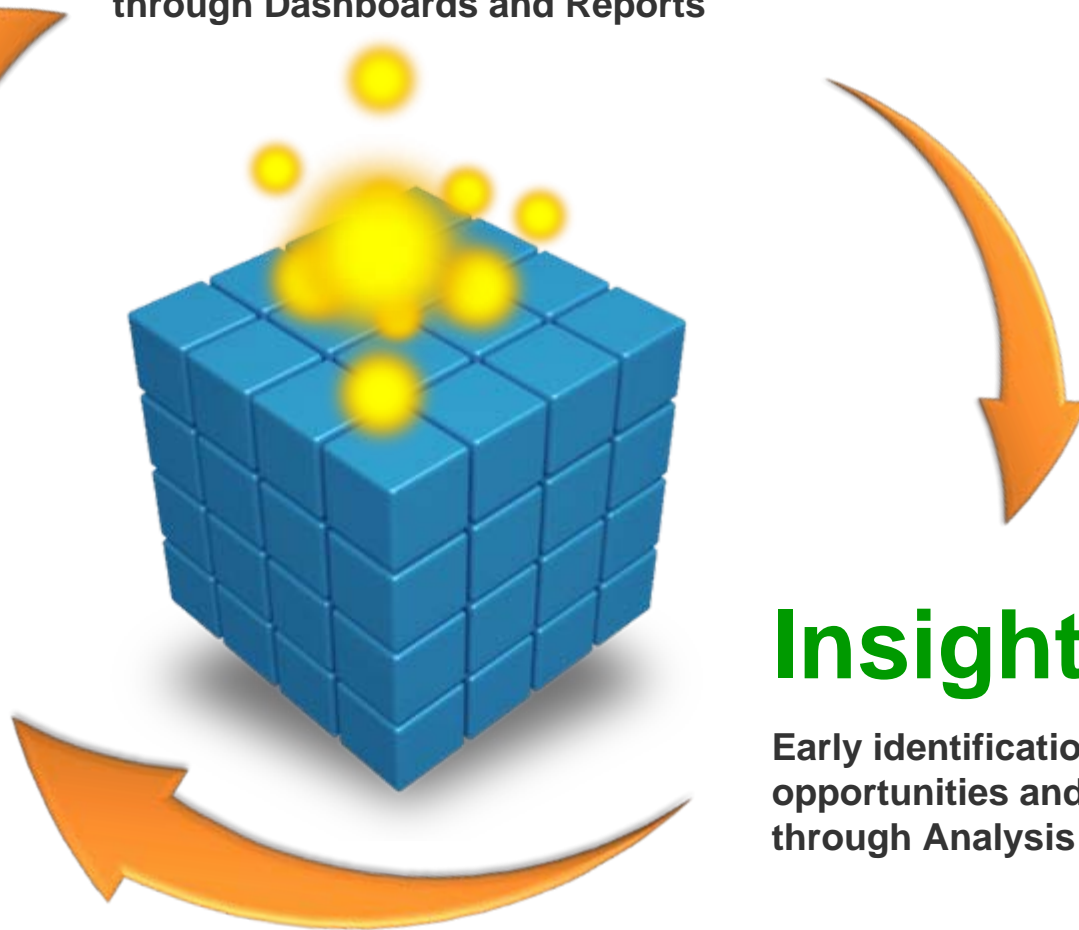 through Dashboards and Reports
Insight
Early identificatio
opportunities and
through Analysis